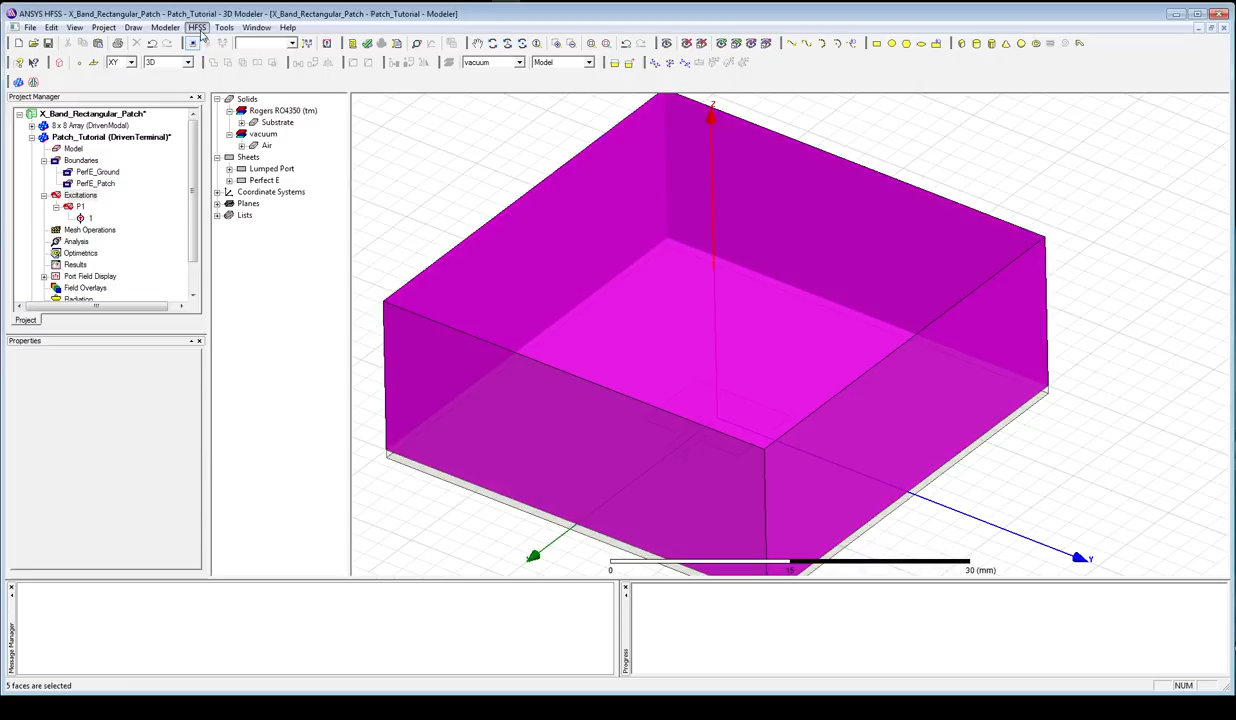 ANSYS HFSS - X_Band_Rectangular_Patch - Patch_Tutorial - 3D Modeler - [X_Band_Rectangular_Patch - Patch_Tutorial - Modeler]
File Edit View Project Draw Modeler HFSS Tools Window Help
XY 3D vacuum Model
Project Manager
X_Band_Rectangular_Patch*
8 x 8 Array (DrivenModal)
Patch_Tutorial (DrivenTerminal)*
Model
Boundaries
PerfE_Ground
PerfE_Patch
Excitations
P1
1
Mesh Operations
Analysis
Optimetrics
Results
Port Field Display
Field Overlays
Radiation
Project
Properties
Solids
Rogers RO4350 (tm)
Substrate
vacuum
Air
Sheets
Lumped Port
Perfect E
Coordinate Systems
Planes
Lists
Z
Y
0 15 30 (mm)
Message Manager
Progress
5 faces are selected
NUM